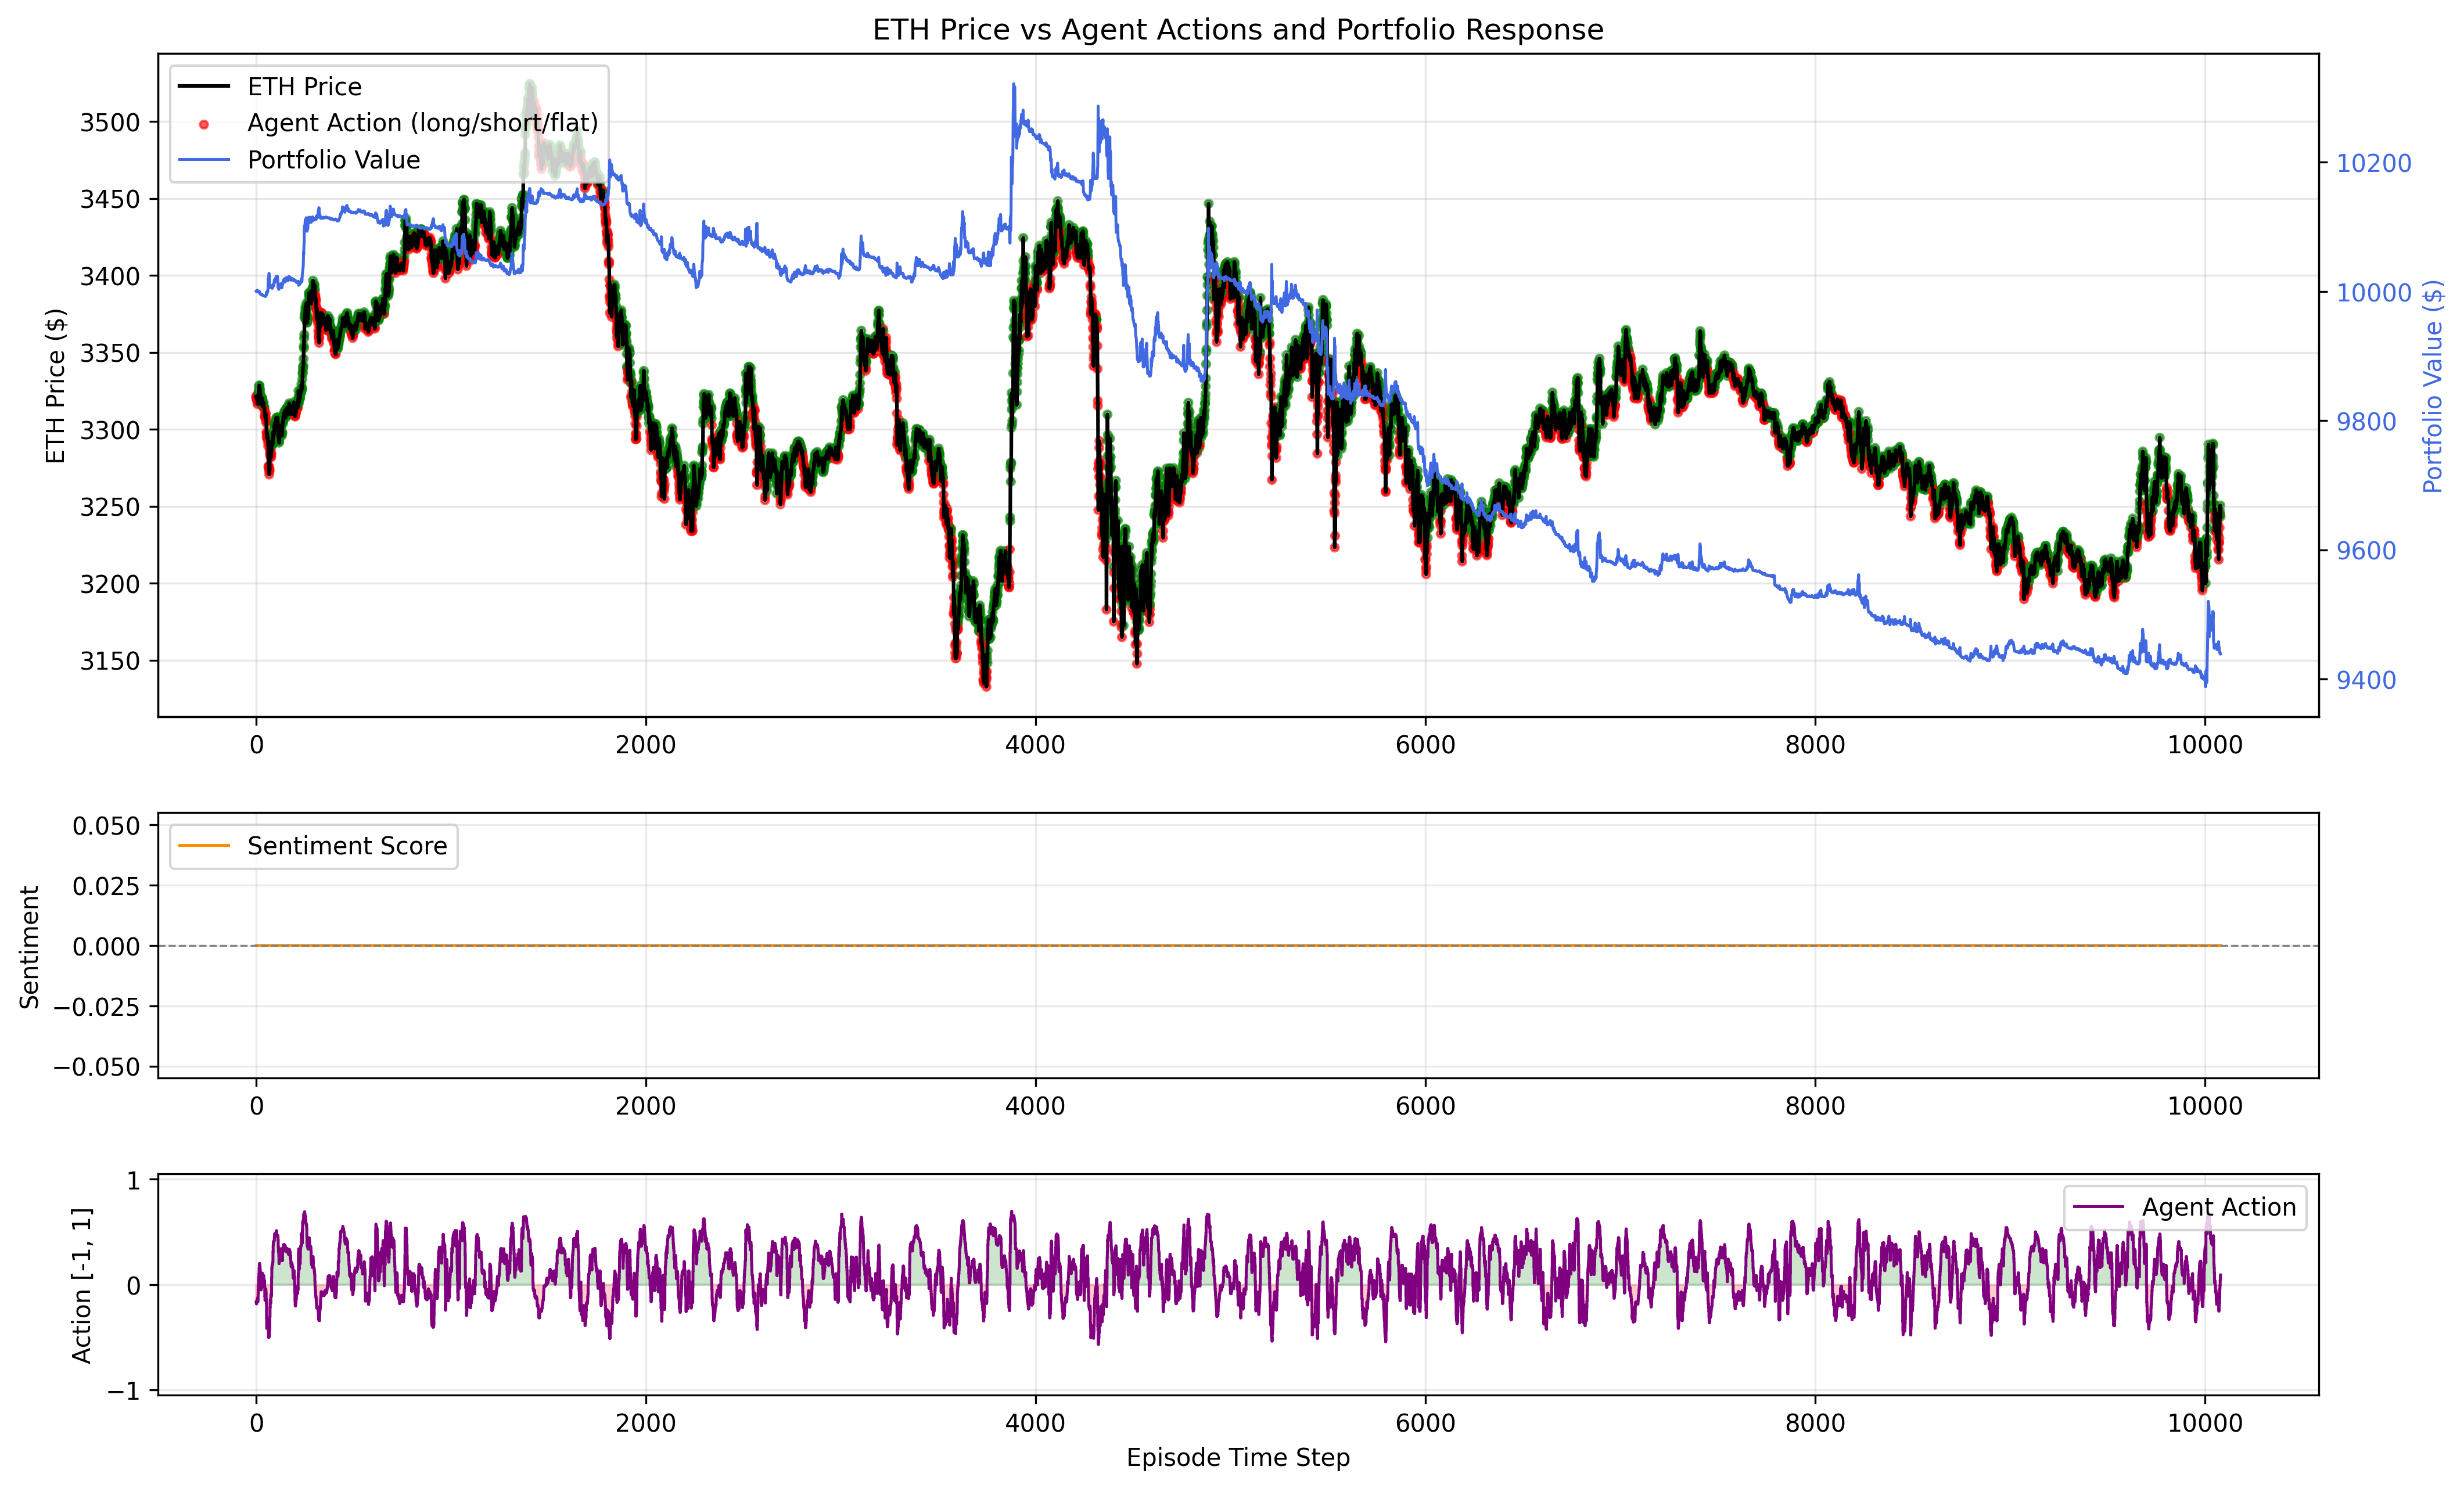 ETH Price vs Agent Actions and Portfolio Response
ETH Price
Agent Action (long/short/flat)
Portfolio Value
ETH Price ($)
3500
3450
3400
3350
3300
3250
3200
3150
10200
10000
9800
9600
9400
Portfolio Value ($)
0 2000 4000 6000 8000 10000
Sentiment Score
Sentiment
0.050
0.025
0.000
−0.025
−0.050
0 2000 4000 6000 8000 10000
Agent Action
Action [-1, 1]
1
0
−1
0 2000 4000 6000 8000 10000
Episode Time Step